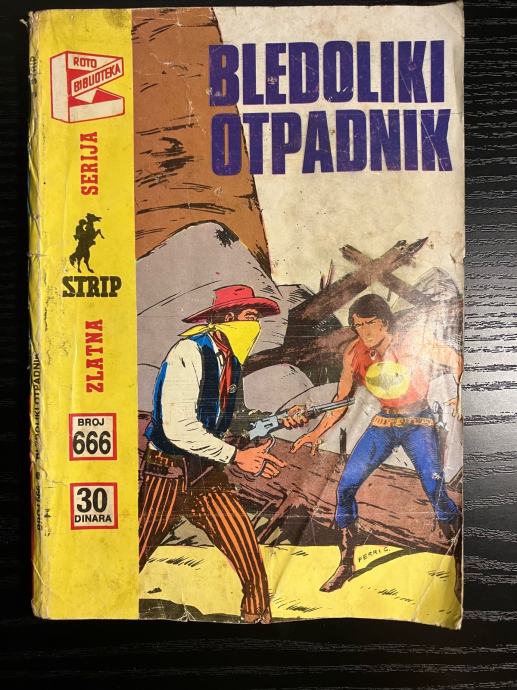 ROTO
BIBLIOTEKA
BLEDOLIKI
OTPADNIK
ZLATNA SERIJA
STRIP
BROJ
666
30
DINARA
FERRI G.